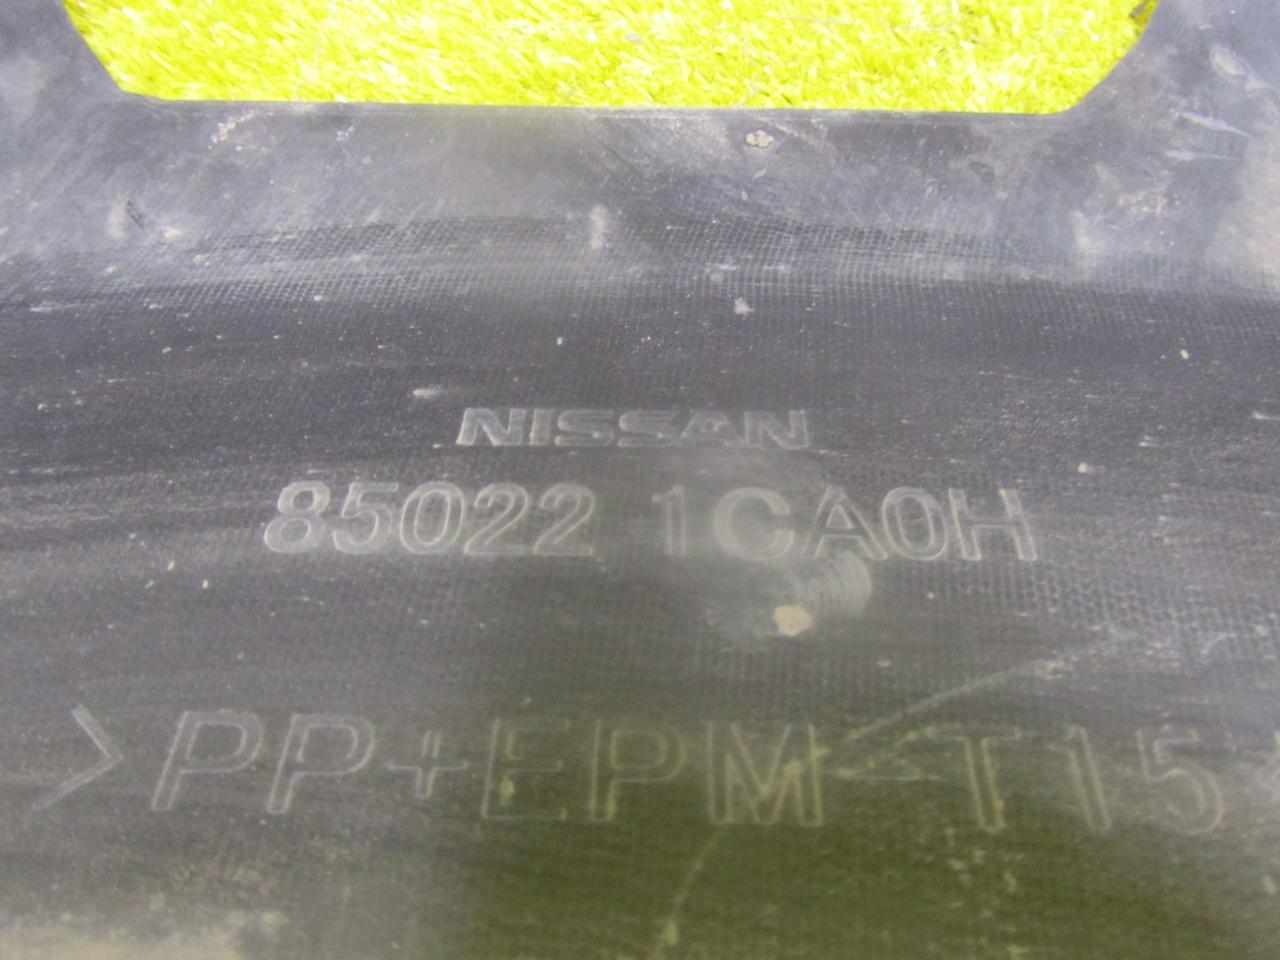 NISSAN
85022 1CA0H
>PP+EPM-T15<